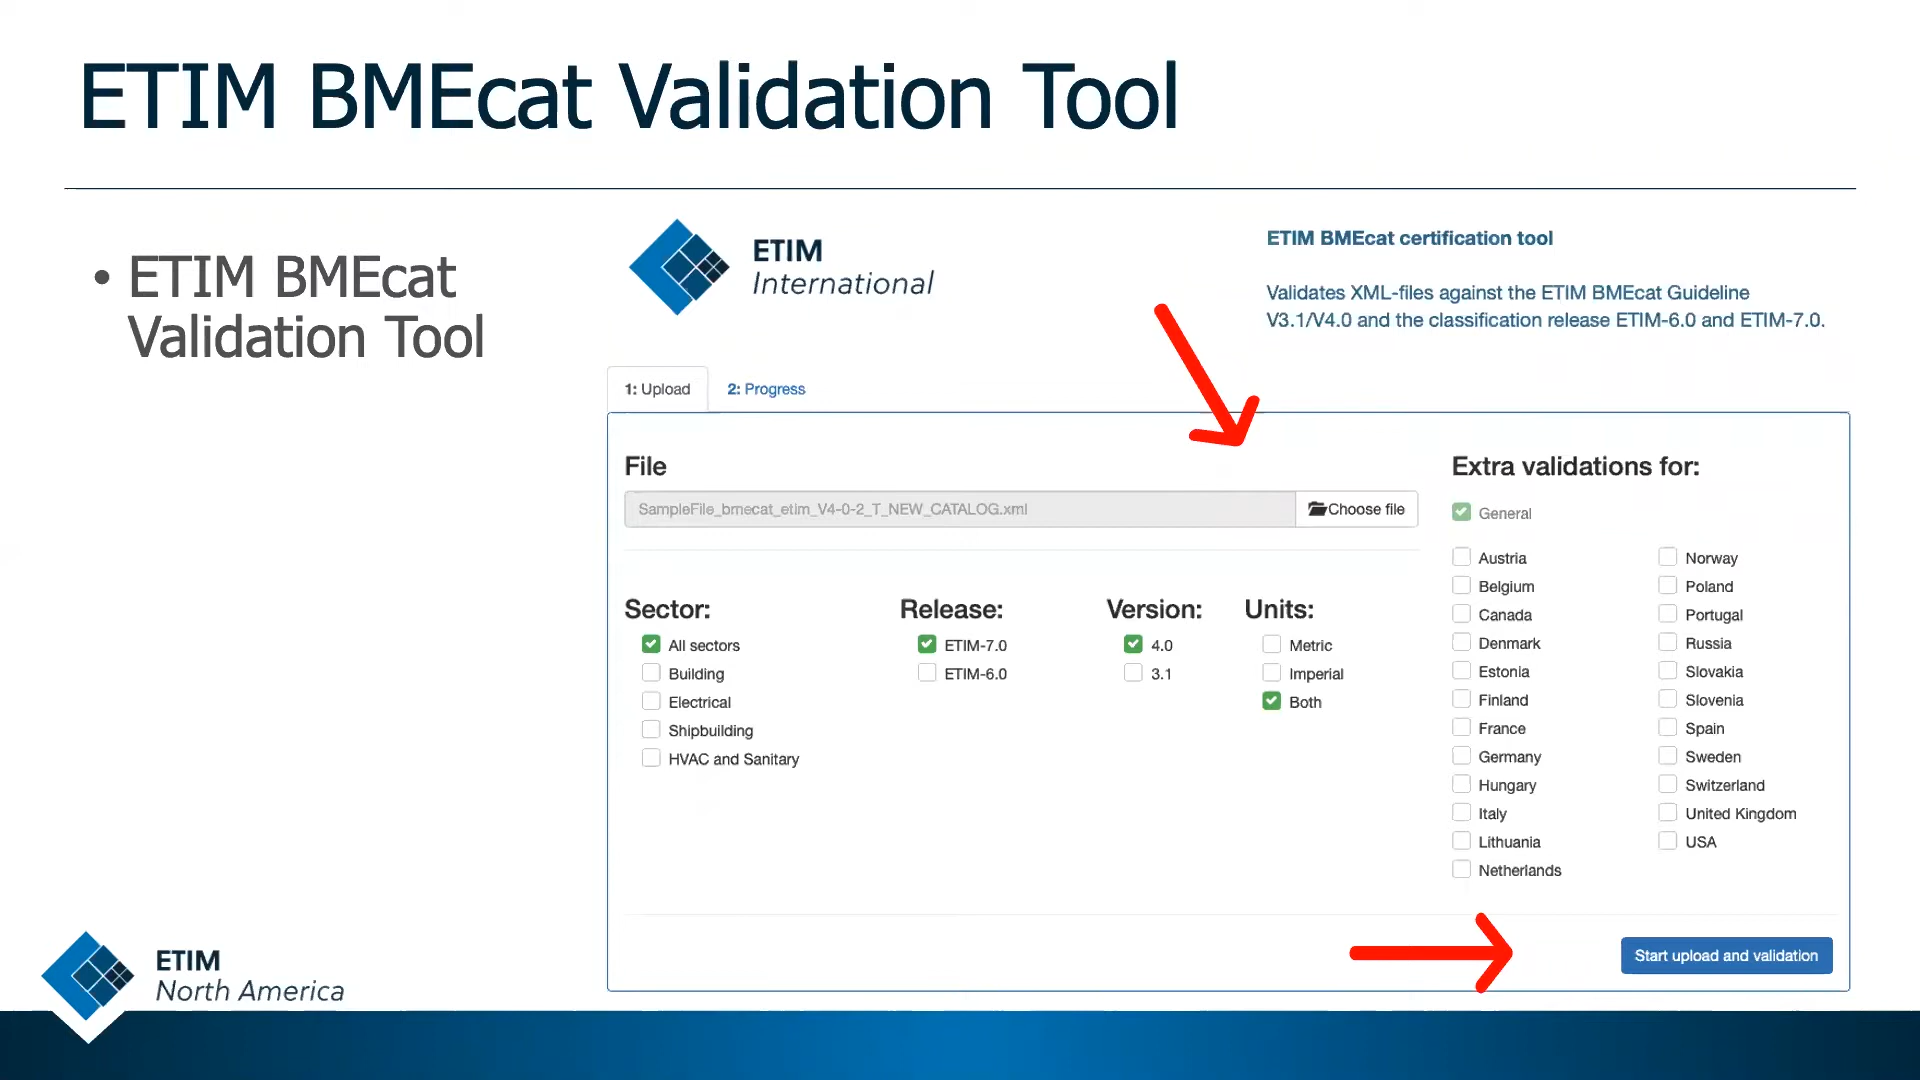 ETIM BMEcat Validation Tool
• ETIM BMEcat
Validation Tool
ETIM
International
ETIM BMEcat certification tool
Validates XML-files against the ETIM BMEcat Guideline
V3.1/V4.0 and the classification release ETIM-6.0 and ETIM-7.0.
1: Upload
2: Progress
File
SampleFile_bmecat_etim_V4-0-2_T_NEW_CATALOG.xml
Choose file
Sector:
All sectors
Building
Electrical
Shipbuilding
HVAC and Sanitary
Release:
ETIM-7.0
ETIM-6.0
Version:
4.0
3.1
Units:
Metric
Imperial
Both
Extra validations for:
General
Austria
Belgium
Canada
Denmark
Estonia
Finland
France
Germany
Hungary
Italy
Lithuania
Netherlands
Norway
Poland
Portugal
Russia
Slovakia
Slovenia
Spain
Sweden
Switzerland
United Kingdom
USA
Start upload and validation
ETIM
North America